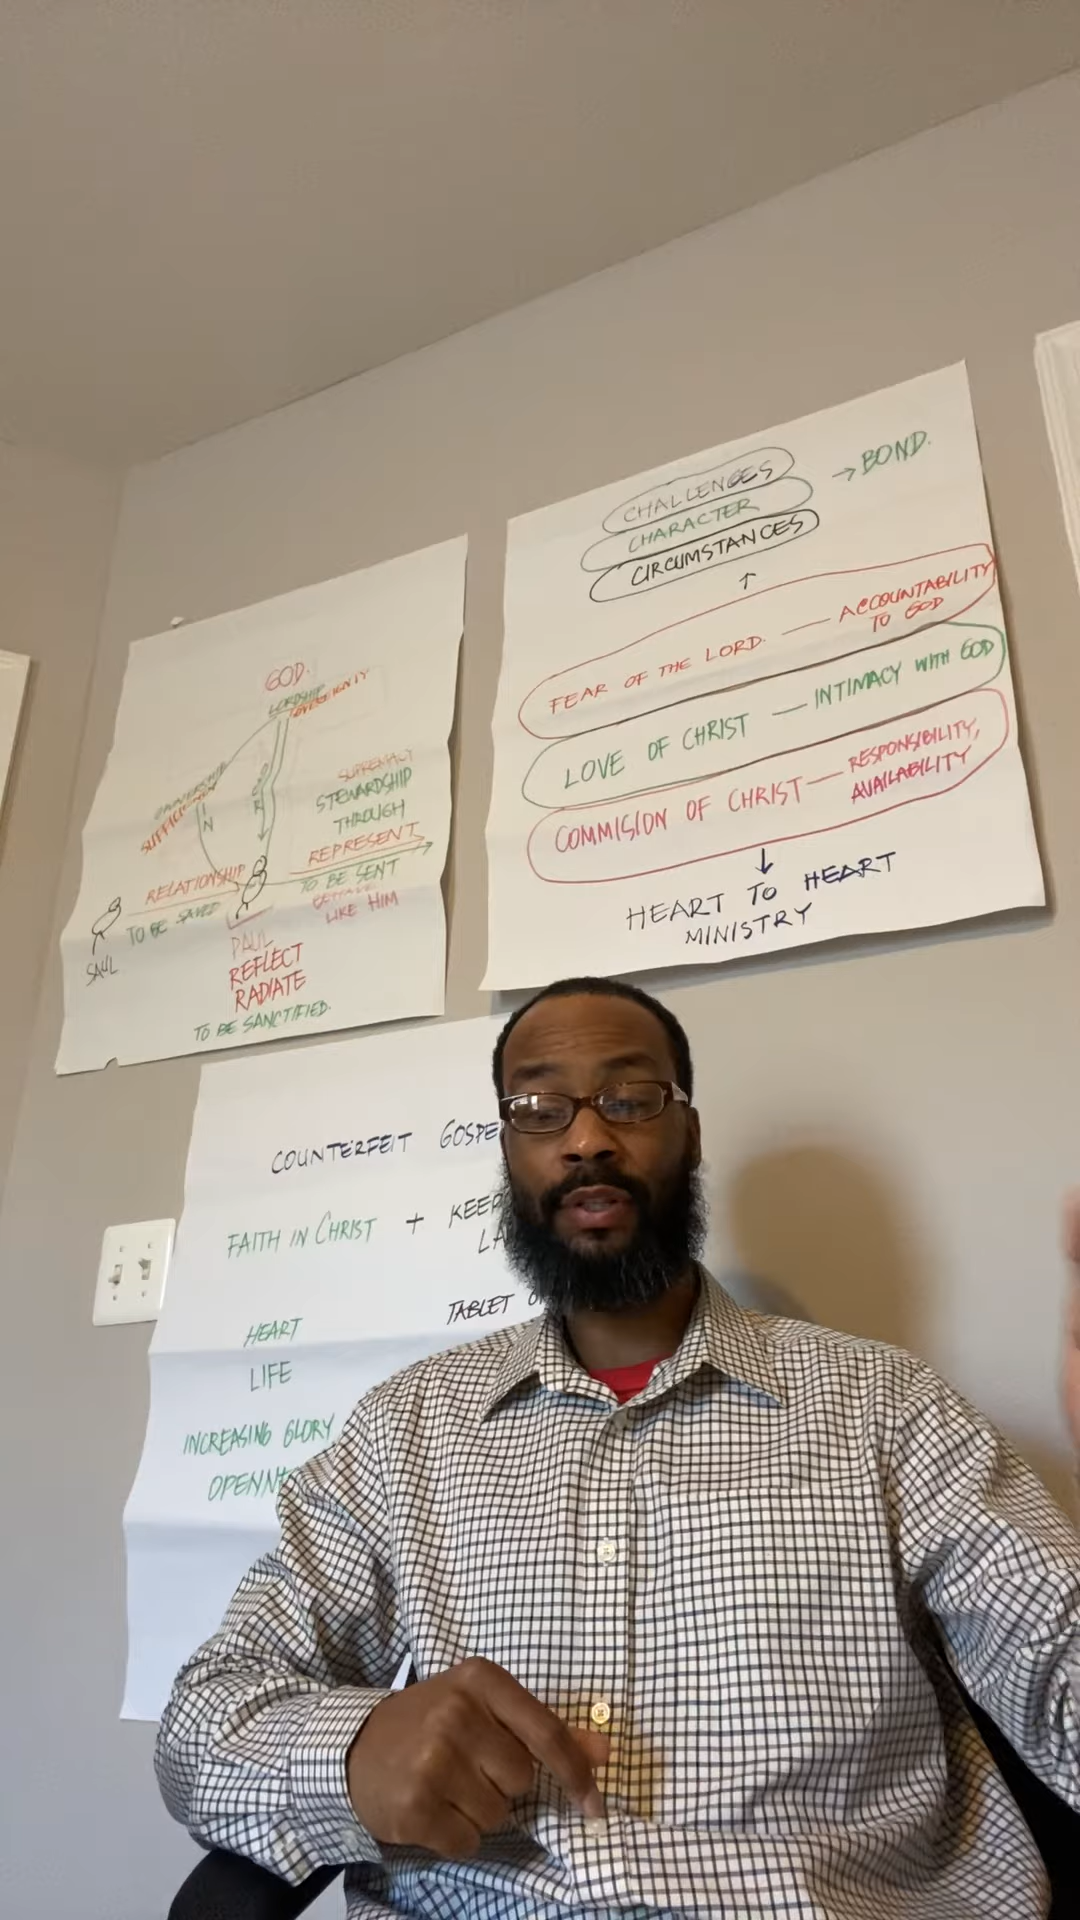 GOD.
LORDSHIP
SOVEREIGNTY
OWNERSHIP
SUFFICIENCY
IN
FOR
SUPREMACY
STEWARDSHIP
THROUGH
REPRESENT
TO BE SENT
LIKE HIM
RELATIONSHIP
TO BE SAVED
SAUL
PAUL
REFLECT
RADIATE
TO BE SANCTIFIED.
CHALLENGES
CHARACTER
CIRCUMSTANCES
→ BOND.
↑
FEAR OF THE LORD. — ACCOUNTABILITY
TO GOD
LOVE OF CHRIST — INTIMACY WITH GOD
COMMISION OF CHRIST — RESPONSIBILITY,
AVAILABILITY
↓
HEART TO HEART
MINISTRY
COUNTERFEIT GOSPE
FAITH IN CHRIST + KEEP
LA
TABLET O
HEART
LIFE
INCREASING GLORY
OPENN